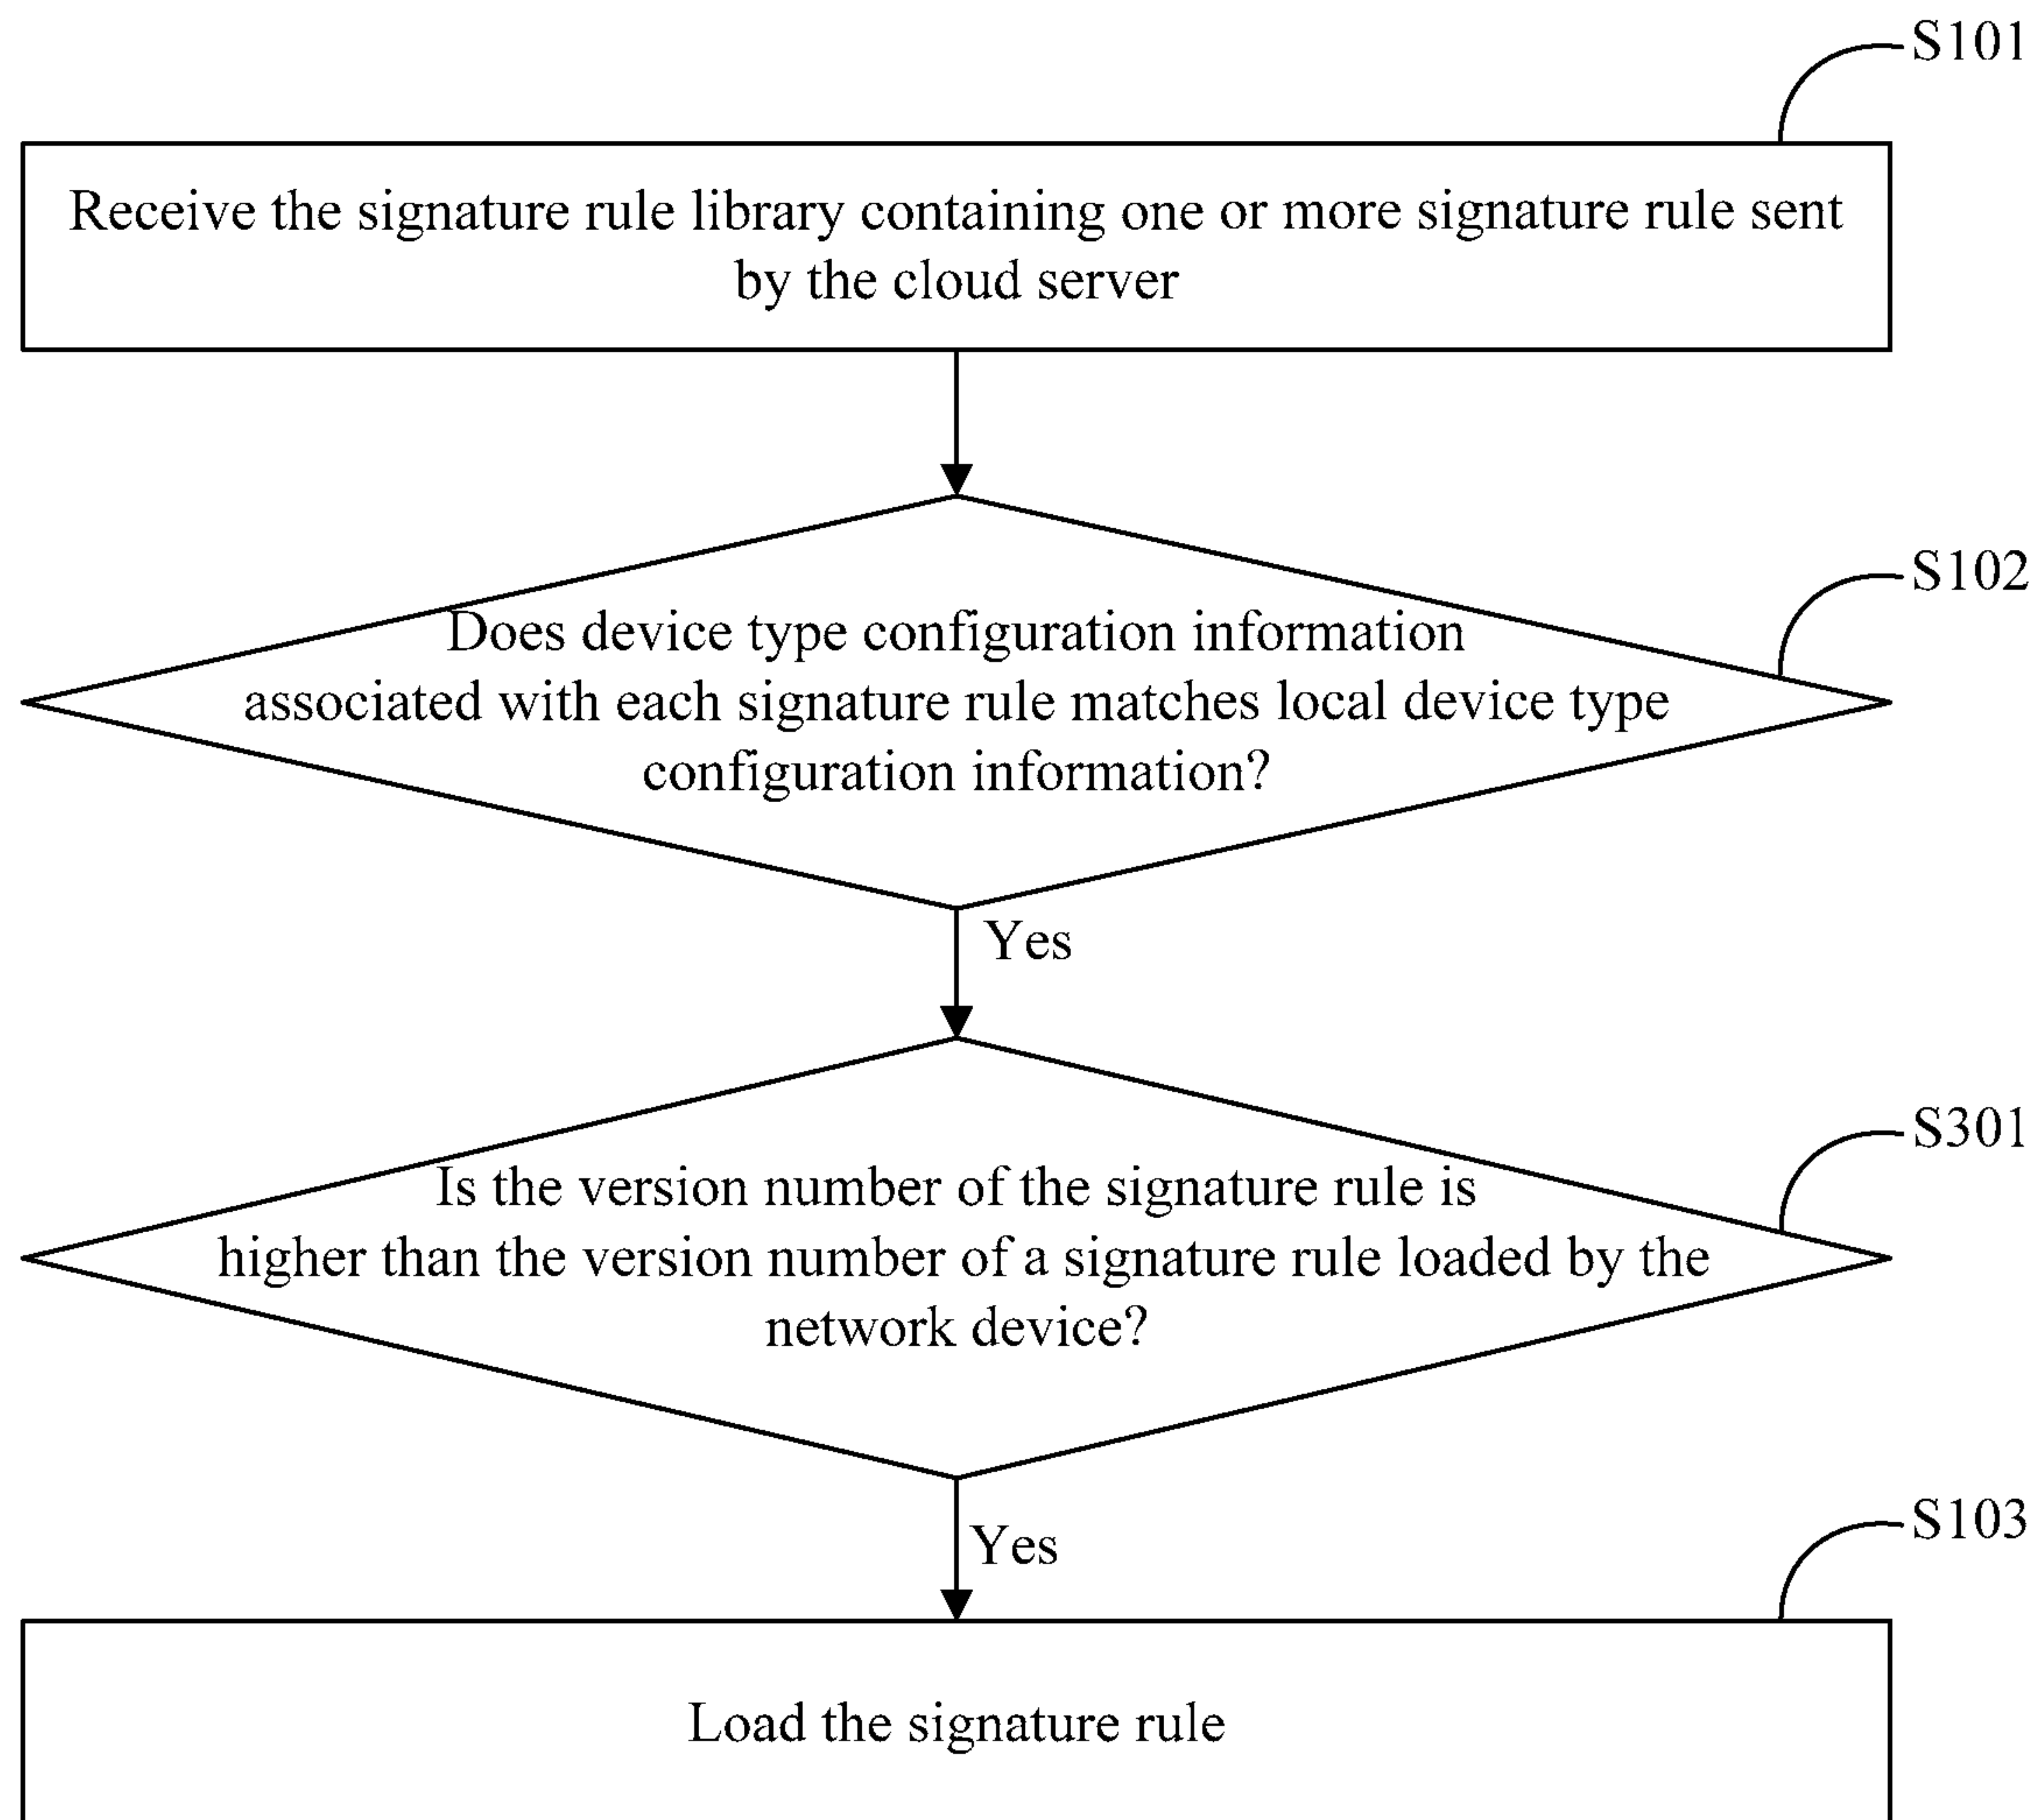 S101
Receive the signature rule library containing one or more signature rule sent
by the cloud server
S102
Does device type configuration information
associated with each signature rule matches local device type
configuration information?
Yes
S301
Is the version number of the signature rule is
higher than the version number of a signature rule loaded by the
network device?
Yes
S103
Load the signature rule